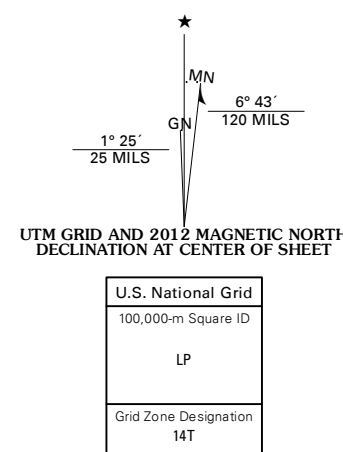 ★
MN
6° 43´
120 MILS
GN
1° 25´
25 MILS
UTM GRID AND 2012 MAGNETIC NORTH
DECLINATION AT CENTER OF SHEET
U.S. National Grid
100,000-m Square ID
LP
Grid Zone Designation
14T